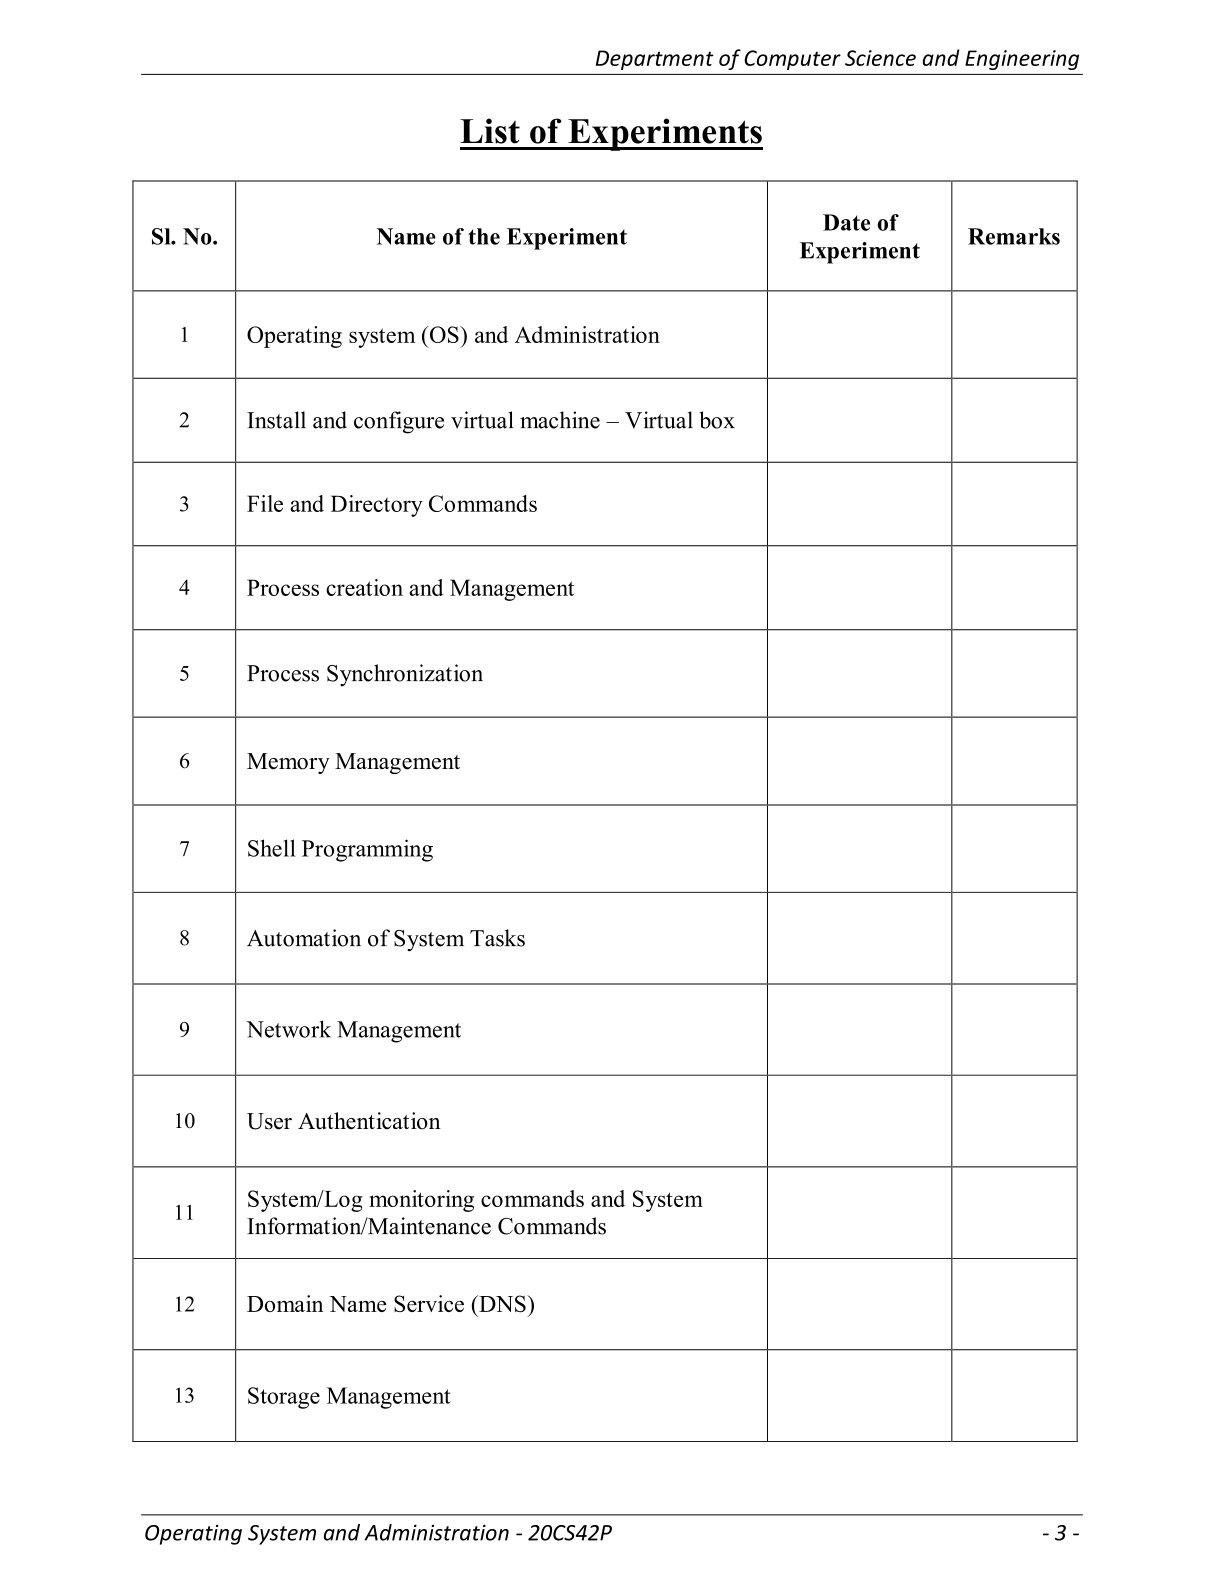 Department of Computer Science and Engineering
List of Experiments
Sl. No.
Name of the Experiment
Date of
Experiment
Remarks
1
Operating system (OS) and Administration
2
Install and configure virtual machine – Virtual box
3
File and Directory Commands
4
Process creation and Management
5
Process Synchronization
6
Memory Management
7
Shell Programming
8
Automation of System Tasks
9
Network Management
10
User Authentication
11
System/Log monitoring commands and System
Information/Maintenance Commands
12
Domain Name Service (DNS)
13
Storage Management
Operating System and Administration - 20CS42P
- 3 -